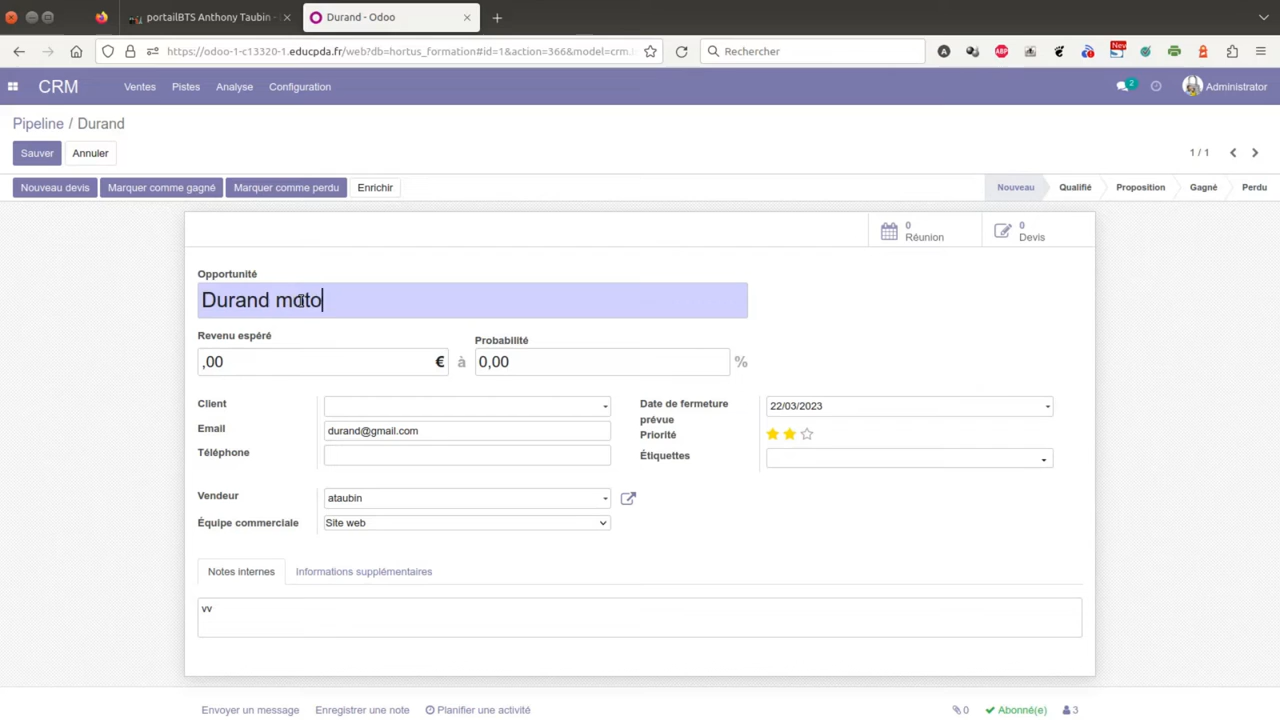 portailBTS Anthony Taubin -
Durand - Odoo
https://odoo-1-c13320-1.educpda.fr/web?db=hortus_formation#id=1&action=366&model=crm.l
Rechercher
New
CRM
Ventes
Pistes
Analyse
Configuration
2
Administrator
Pipeline / Durand
Sauver
Annuler
1 / 1
Nouveau devis
Marquer comme gagné
Marquer comme perdu
Enrichir
Nouveau
Qualifié
Proposition
Gagné
Perdu
0
Réunion
0
Devis
Opportunité
Durand moto
Revenu espéré
Probabilité
,00 € à 0,00 %
Client
Date de fermeture prévue
22/03/2023
Email
durand@gmail.com
Priorité
Téléphone
Étiquettes
Vendeur
ataubin
Équipe commerciale
Site web
Notes internes
Informations supplémentaires
vv
Envoyer un message
Enregistrer une note
Planifier une activité
0
Abonné(e)
3